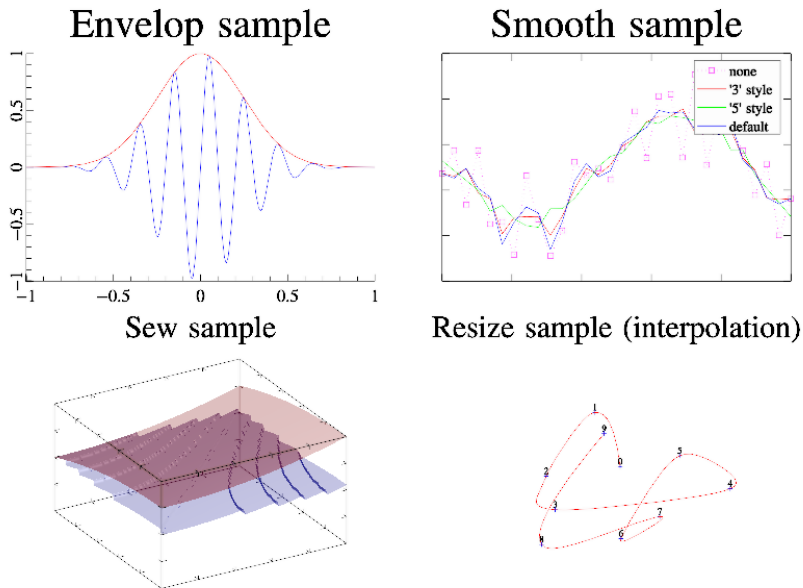 Envelop sample
Smooth sample
1
0.5
0
−0.5
−1
−1
−0.5
0
0.5
1
none
'3' style
'5' style
default
Sew sample
Resize sample (interpolation)
1
9
0
5
2
4
3
7
6
8